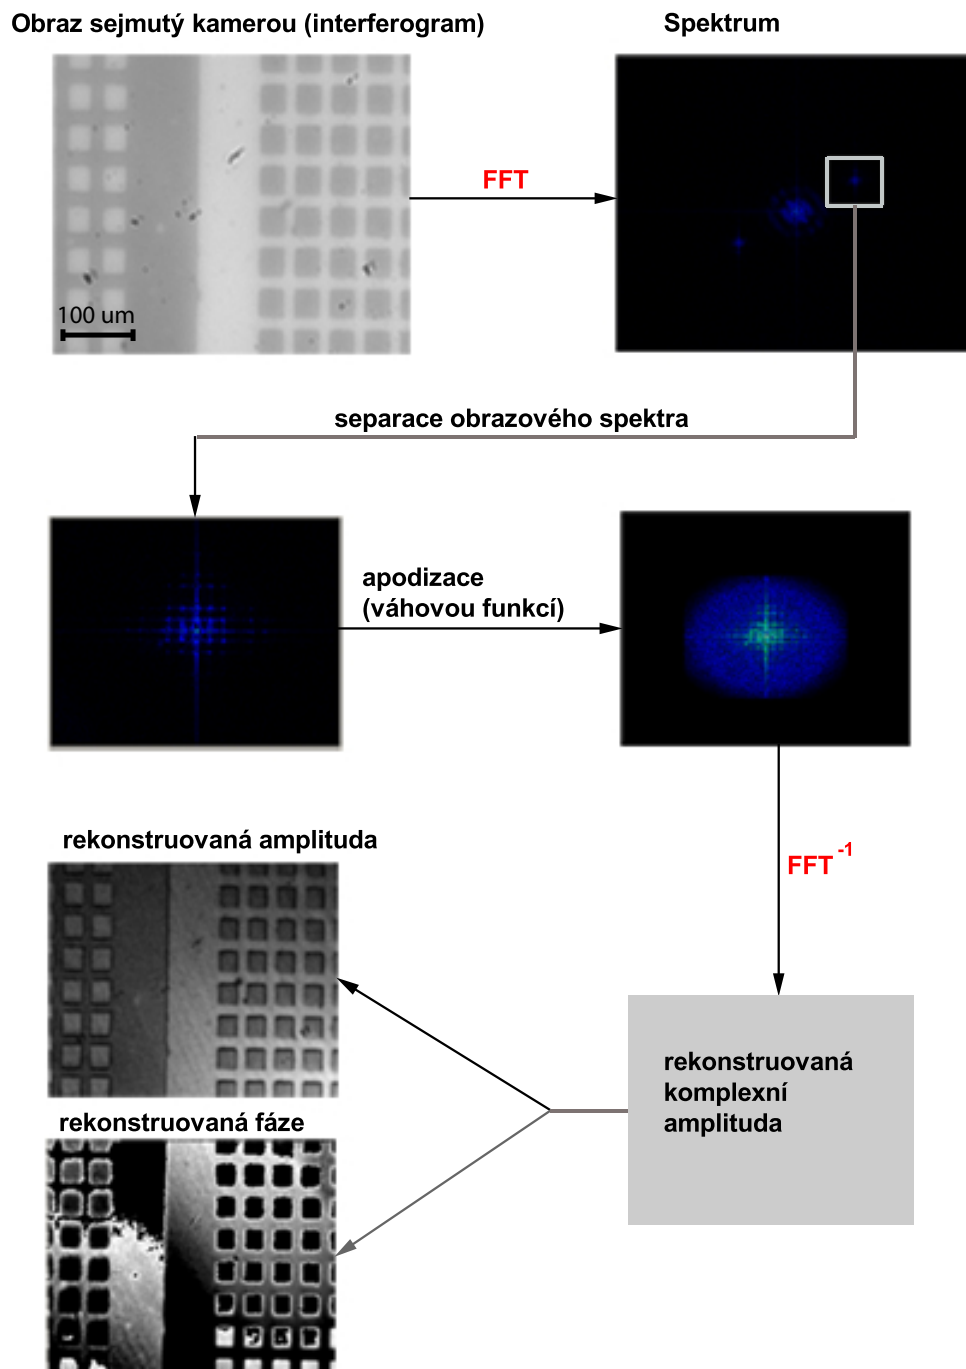 Obraz sejmutý kamerou (interferogram)
Spektrum
FFT
100 um
separace obrazového spektra
apodizace
(váhovou funkcí)
rekonstruovaná amplituda
FFT -1
rekonstruovaná
komplexní
amplituda
rekonstruovaná fáze